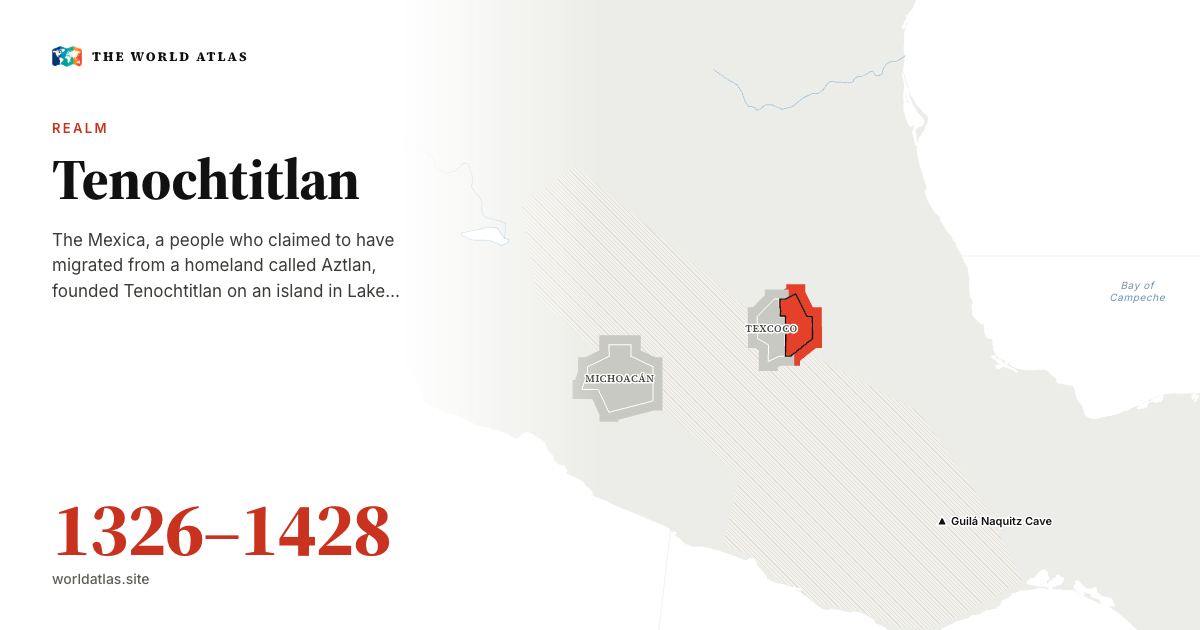 THE WORLD ATLAS
REALM
Tenochtitlan
The Mexica, a people who claimed to have
migrated from a homeland called Aztlan,
founded Tenochtitlan on an island in Lake...
1326–1428
worldatlas.site
TEXCOCO
MICHOACÁN
Bay of
Campeche
Guilá Naquitz Cave